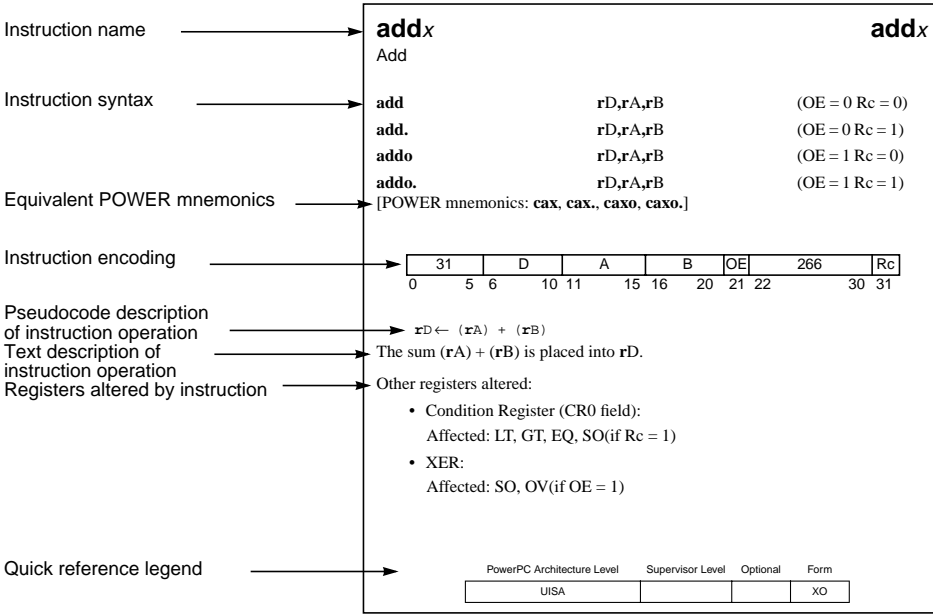 Instruction name
addx addx
Add
Instruction syntax
add rD,rA,rB (OE = 0 Rc = 0)
add. rD,rA,rB (OE = 0 Rc = 1)
addo rD,rA,rB (OE = 1 Rc = 0)
addo. rD,rA,rB (OE = 1 Rc = 1)
Equivalent POWER mnemonics
[POWER mnemonics: cax, cax., caxo, caxo.]
Instruction encoding
31 D A B OE 266 Rc
0 5 6 10 11 15 16 20 21 22 30 31
Pseudocode description
of instruction operation
rD← (rA) + (rB)
Text description of
instruction operation
The sum (rA) + (rB) is placed into rD.
Registers altered by instruction
Other registers altered:
• Condition Register (CR0 field):
Affected: LT, GT, EQ, SO(if Rc = 1)
• XER:
Affected: SO, OV(if OE = 1)
Quick reference legend
PowerPC Architecture Level Supervisor Level Optional Form
UISA XO